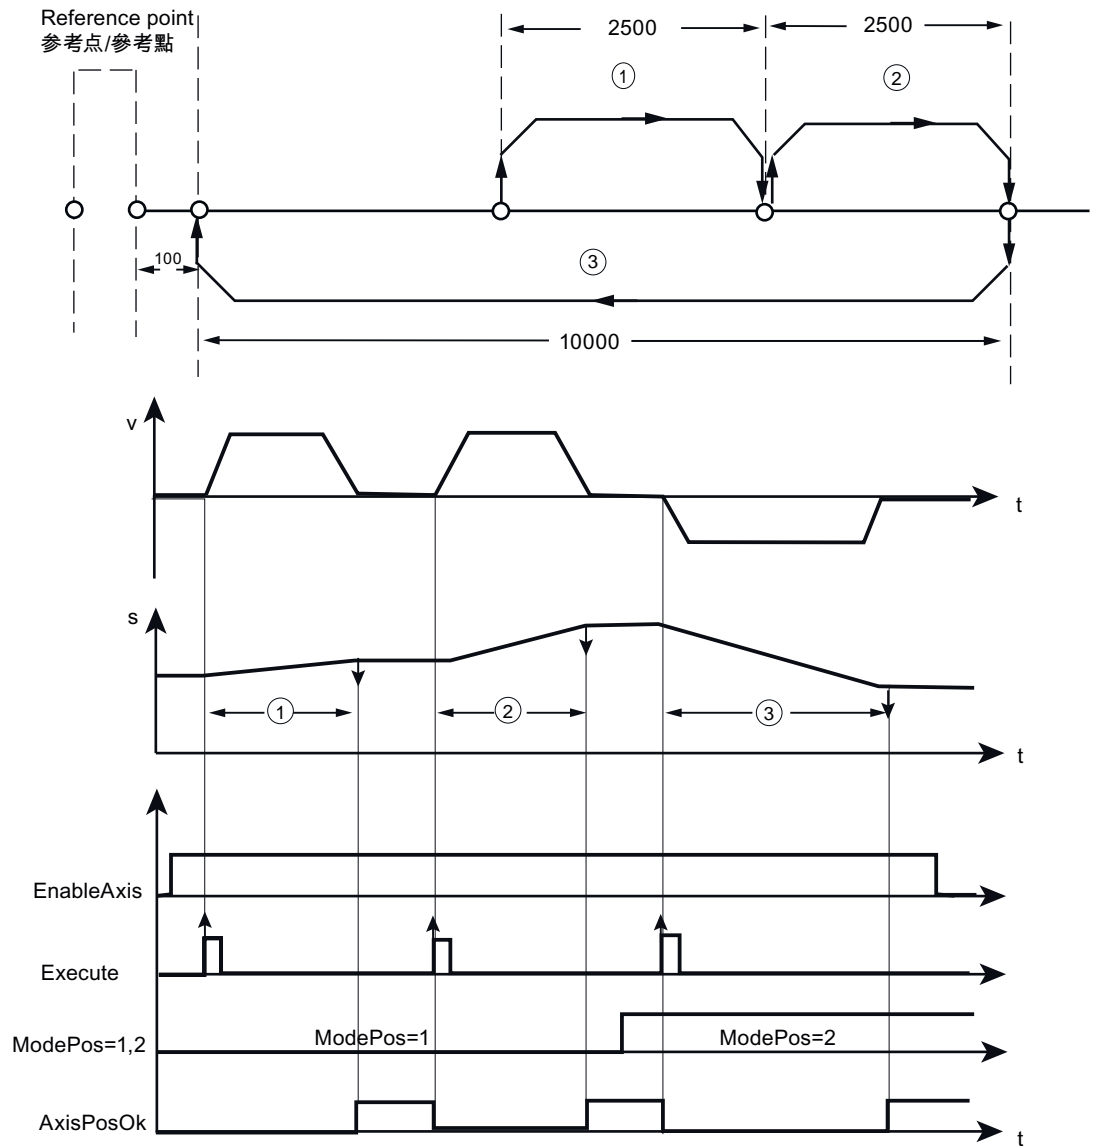 Reference point
参考点/參考點
2500
2500
①
②
100
③
10000
v
t
s
①
②
③
t
EnableAxis
Execute
ModePos=1,2
ModePos=1
ModePos=2
AxisPosOk
t